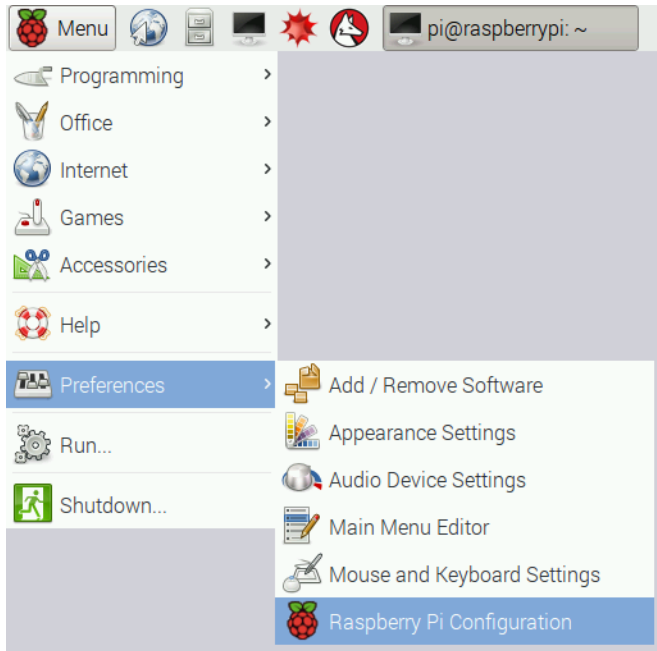 Menu
pi@raspberrypi: ~
Programming
Office
Internet
Games
Accessories
Help
Preferences
Run...
Shutdown...
Add / Remove Software
Appearance Settings
Audio Device Settings
Main Menu Editor
Mouse and Keyboard Settings
Raspberry Pi Configuration